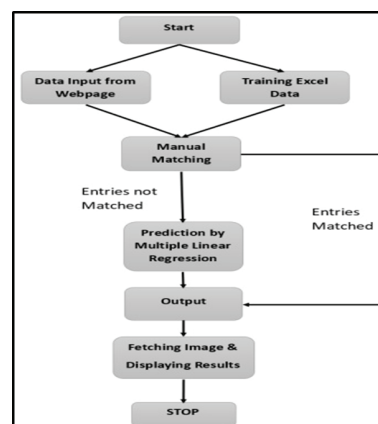 Start
Data Input from
Webpage
Training Excel
Data
Manual
Matching
Entries not
Matched
Entries
Matched
Prediction by
Multiple Linear
Regression
Output
Fetching Image &
Displaying Results
STOP